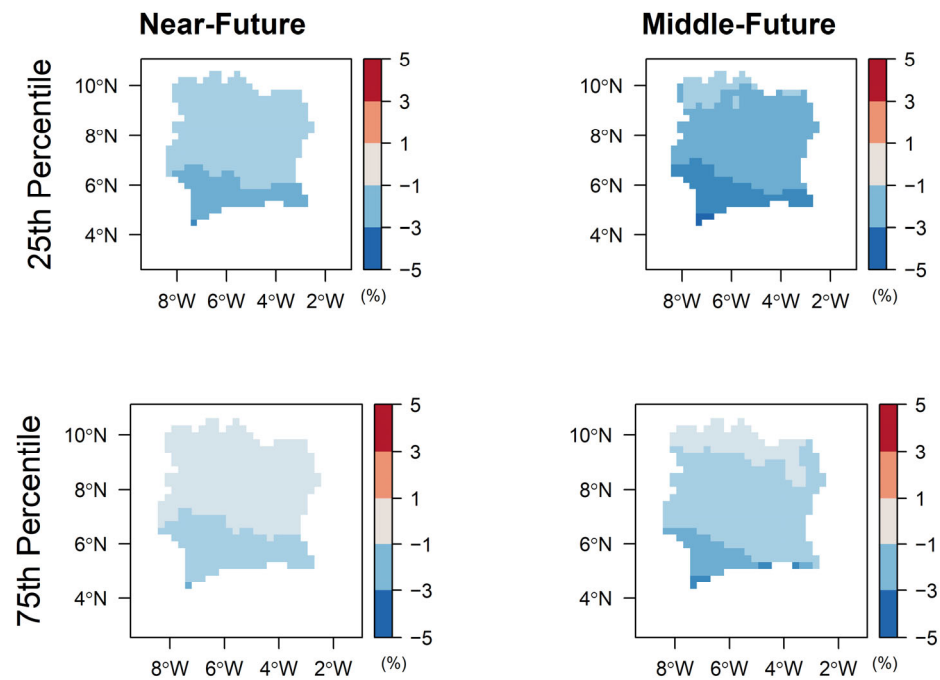 Near-Future
Middle-Future
25th Percentile
10°N
8°N
6°N
4°N
8°W 6°W 4°W 2°W
5
3
1
−1
−3
−5
(%)
10°N
8°N
6°N
4°N
8°W 6°W 4°W 2°W
5
3
1
−1
−3
−5
(%)
75th Percentile
10°N
8°N
6°N
4°N
8°W 6°W 4°W 2°W
5
3
1
−1
−3
−5
(%)
10°N
8°N
6°N
4°N
8°W 6°W 4°W 2°W
5
3
1
−1
−3
−5
(%)